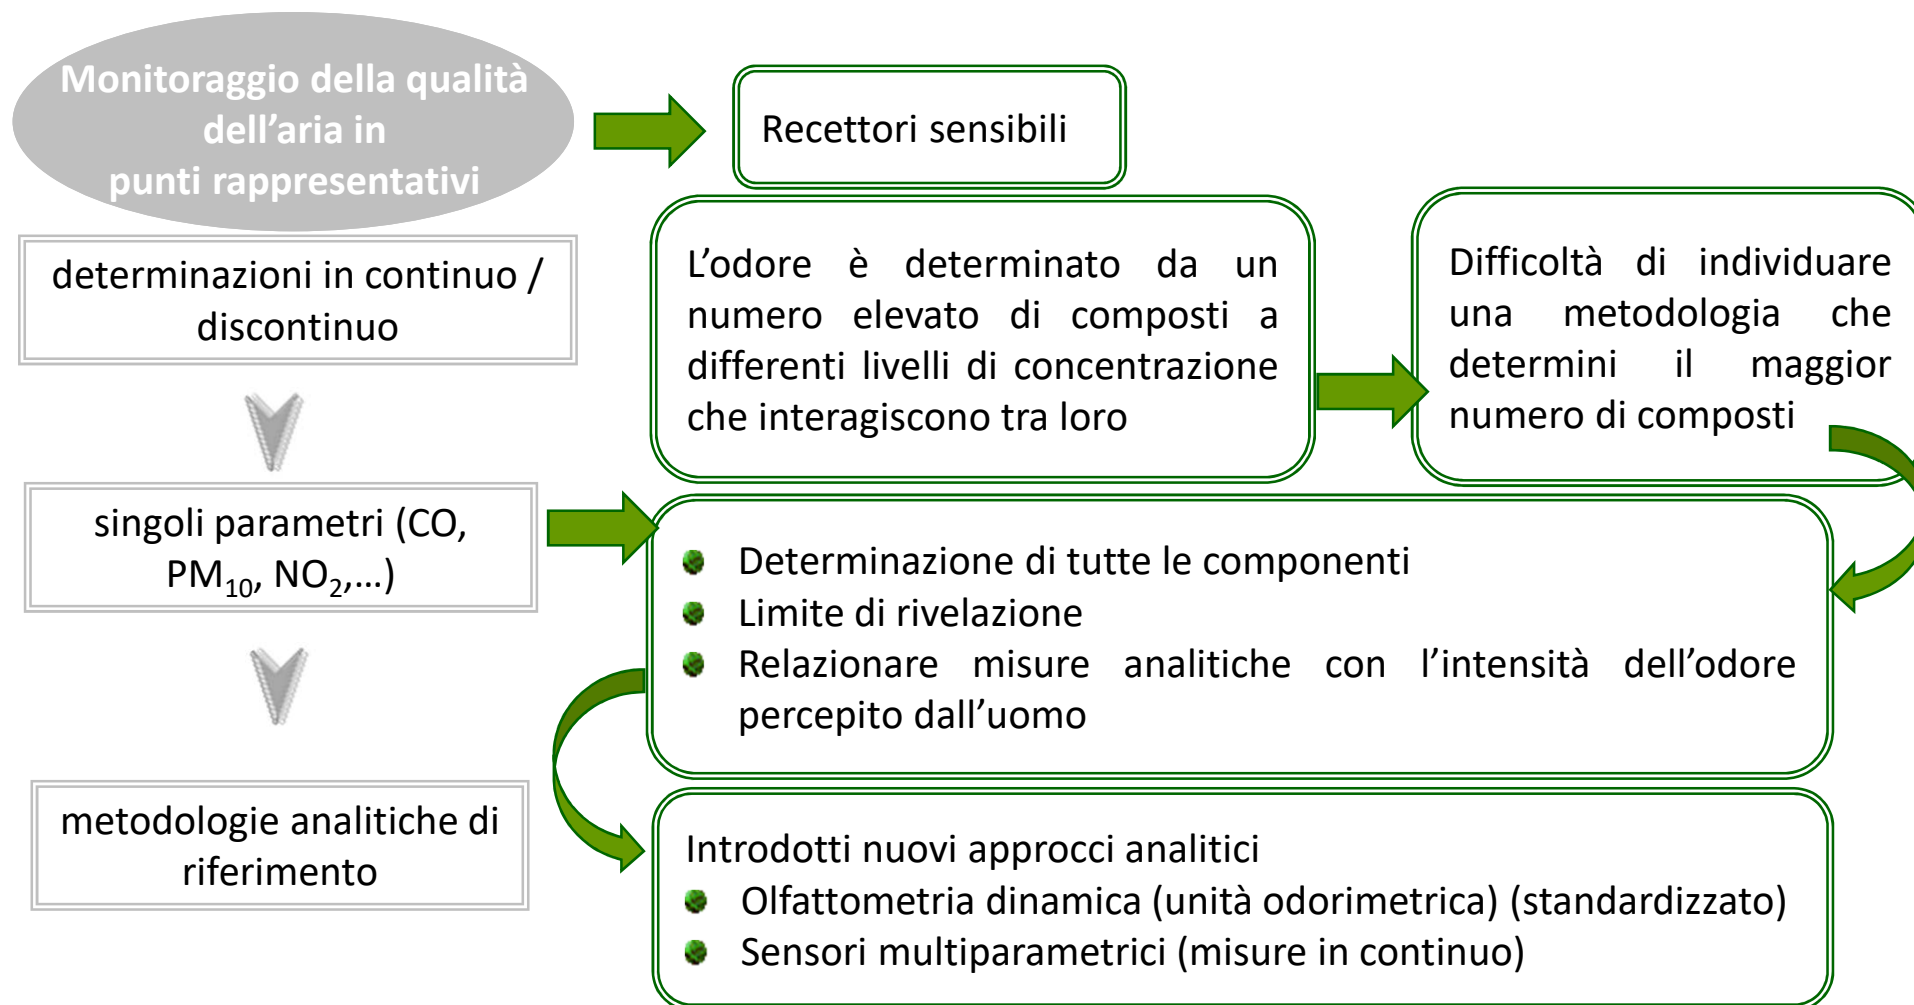 Monitoraggio della qualità
dell’aria in
punti rappresentativi
Recettori sensibili
determinazioni in continuo /
discontinuo
L’odore è determinato da un
numero elevato di composti a
differenti livelli di concentrazione
che interagiscono tra loro
Difficoltà di individuare
una metodologia che
determini il maggior
numero di composti
singoli parametri (CO,
PM₁₀, NO₂,…)
Determinazione di tutte le componenti
Limite di rivelazione
Relazionare misure analitiche con l’intensità dell’odore
percepito dall’uomo
metodologie analitiche di
riferimento
Introdotti nuovi approcci analitici
Olfattometria dinamica (unità odorimetrica) (standardizzato)
Sensori multiparametrici (misure in continuo)